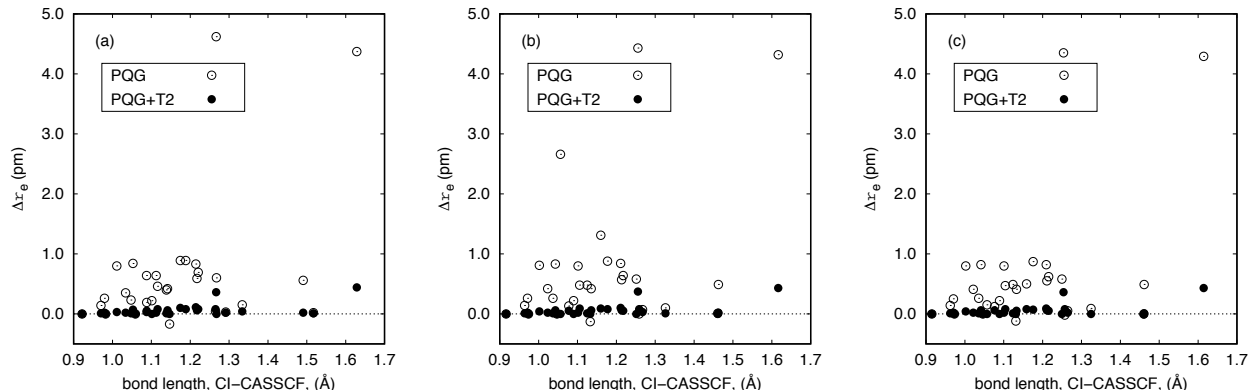 5.0
4.0
3.0
2.0
1.0
0.0
Δr_e (pm)
(a)
PQG
PQG+T2
0.9 1.0 1.1 1.2 1.3 1.4 1.5 1.6 1.7
bond length, CI−CASSCF, (Å)
5.0
4.0
3.0
2.0
1.0
0.0
Δr_e (pm)
(b)
PQG
PQG+T2
0.9 1.0 1.1 1.2 1.3 1.4 1.5 1.6 1.7
bond length, CI−CASSCF, (Å)
5.0
4.0
3.0
2.0
1.0
0.0
Δr_e (pm)
(c)
PQG
PQG+T2
0.9 1.0 1.1 1.2 1.3 1.4 1.5 1.6 1.7
bond length, CI−CASSCF, (Å)